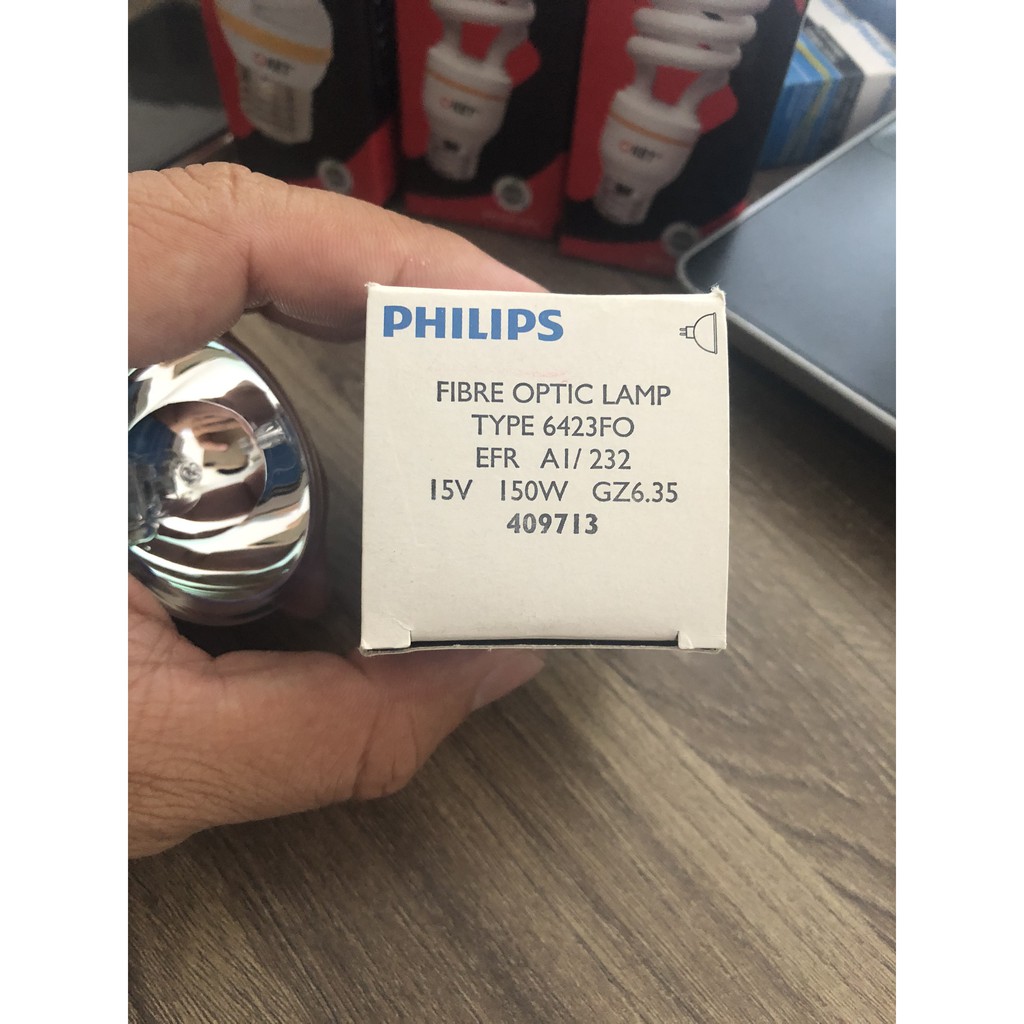 PHILIPS
FIBRE OPTIC LAMP
TYPE 6423FO
EFR A1/ 232
15V 150W GZ6.35
409713